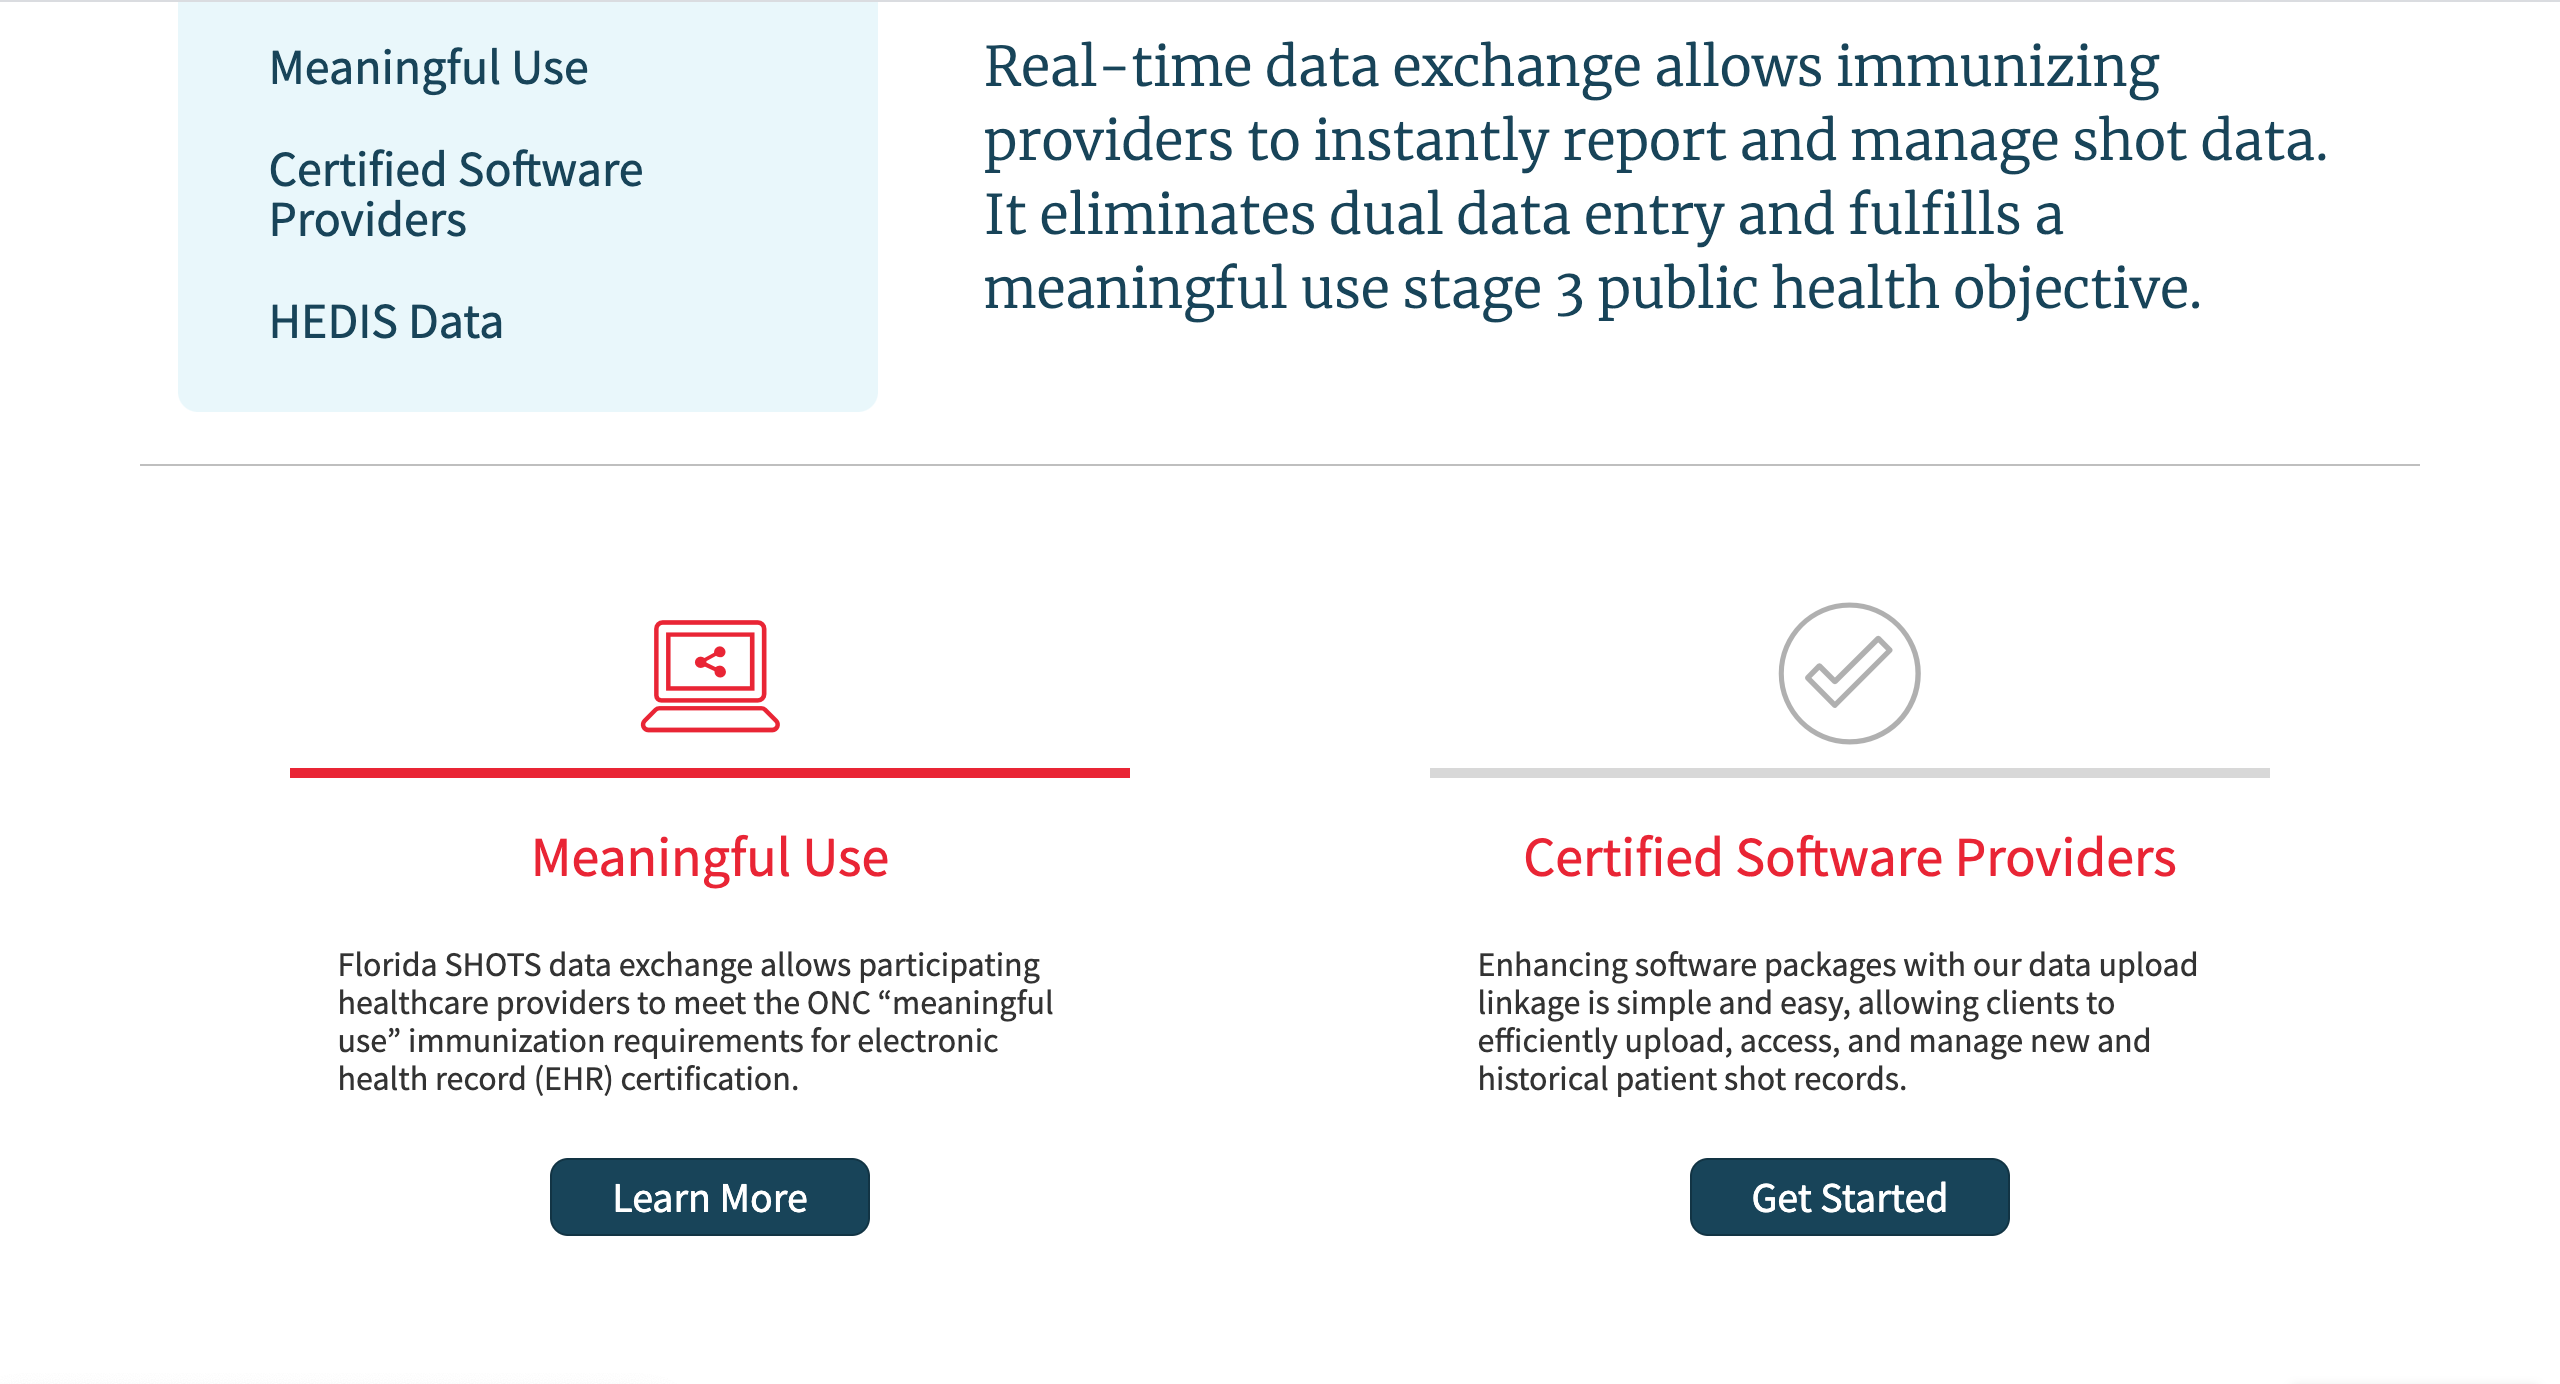 Meaningful Use
Certified Software
Providers
HEDIS Data
Real-time data exchange allows immunizing
providers to instantly report and manage shot data.
It eliminates dual data entry and fulfills a
meaningful use stage 3 public health objective.
Meaningful Use
Florida SHOTS data exchange allows participating
healthcare providers to meet the ONC “meaningful
use” immunization requirements for electronic
health record (EHR) certification.
Learn More
Certified Software Providers
Enhancing software packages with our data upload
linkage is simple and easy, allowing clients to
efficiently upload, access, and manage new and
historical patient shot records.
Get Started